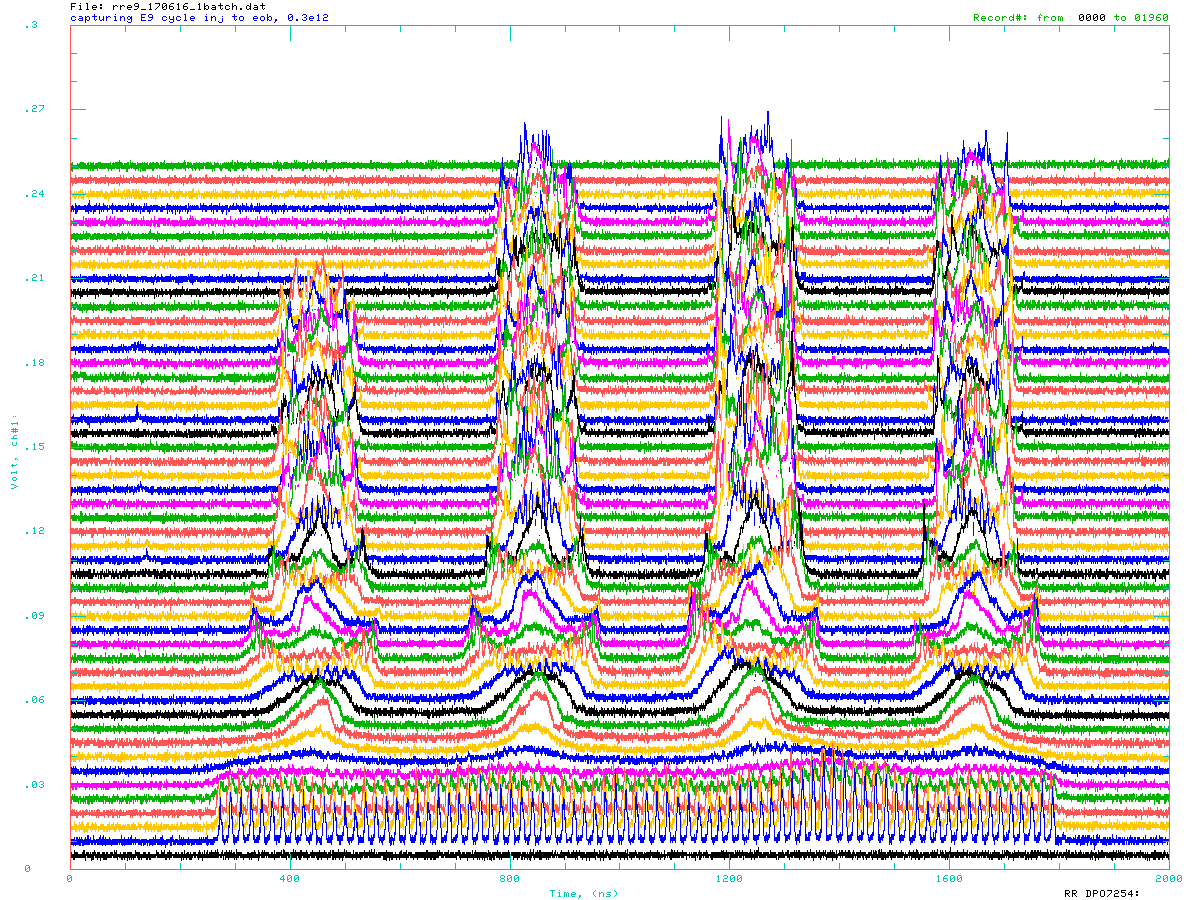 File: rre9_170616_1batch.dat
capturing E9 cycle inj to eob, 0.3e12
Record#: from 0000 to 01960
.3
.27
.24
.21
.18
.15
.12
.09
.06
.03
0
Volt, ch#1:
0 400 800 1200 1600 2000
Time, (ns)
RR DPO7254: